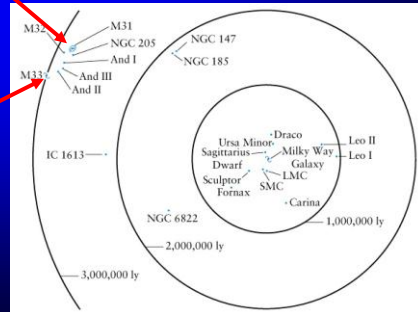 M32
M31
NGC 205
And I
M33
And III
And II
NGC 147
NGC 185
IC 1613
Draco
Ursa Minor
Sagittarius
Dwarf
Milky Way
Galaxy
Leo II
Leo I
LMC
SMC
Sculptor
Fornax
Carina
NGC 6822
1,000,000 ly
2,000,000 ly
3,000,000 ly